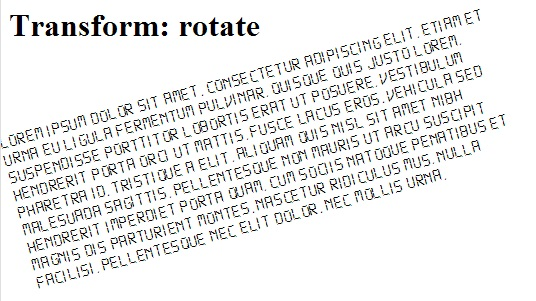 Transform: rotate
LOREM IPSUM DOLOR SIT AMET, CONSECTETUR ADIPISCING ELIT. ETIAM ET
URNA EU LIGULA FERMENTUM PULVINAR. QUISQUE QUIS JUSTO LOREM.
SUSPENDISSE PORTTITOR LOBORTIS ERAT UT POSUERE. VESTIBULUM
HENDRERIT PORTA ORCI UT MATTIS. FUSCE LACUS EROS, VEHICULA SED
PHARETRA ID, TRISTIQUE A ELIT. ALIQUAM QUIS NISL SIT AMET NIBH
MALESUADA SAGITTIS. PELLENTESQUE NON MAURIS UT ARCU SUSCIPIT
HENDRERIT IMPERDIET PORTA QUAM. CUM SOCIIS NATOQUE PENATIBUS ET
MAGNIS DIS PARTURIENT MONTES, NASCETUR RIDICULUS MUS. NULLA
FACILISI. PELLENTESQUE NEC ELIT DOLOR, NEC MOLLIS URNA.